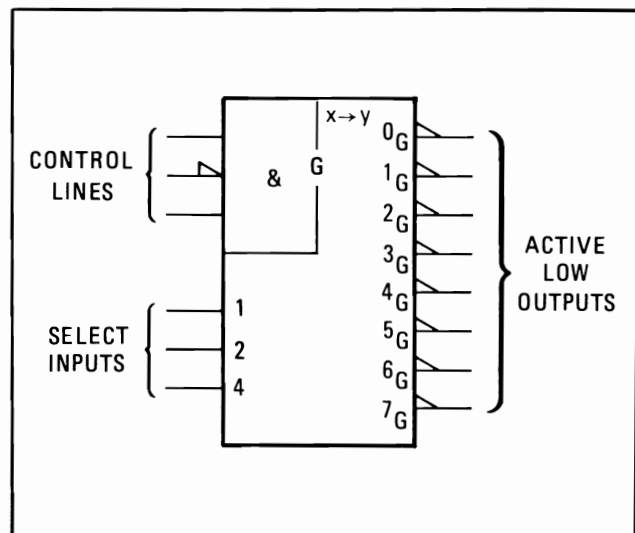 CONTROL
LINES
&
G
x→y
0G
1G
2G
3G
4G
5G
6G
7G
ACTIVE
LOW
OUTPUTS
SELECT
INPUTS
1
2
4